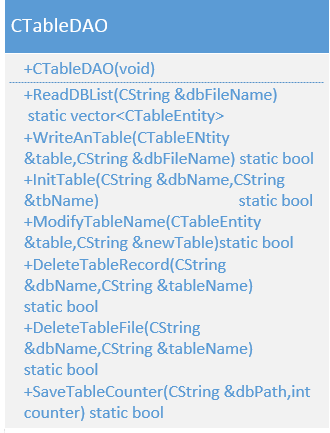 CTableDAO
+CTableDAO(void)
+ReadDBList(CString &dbFileName)
static vector<CTableEntity>
+WriteAnTable(CTableENtity
&table,CString &dbFileName) static bool
+InitTable(CString &dbName,CString
&tbName) static bool
+ModifyTableName(CTableEntity
&table,CString &newTable)static bool
+DeleteTableRecord(CString
&dbName,CString &tableName)
static bool
+DeleteTableFile(CString
&dbName,CString &tableName)
static bool
+SaveTableCounter(CString &dbPath,int
counter) static bool